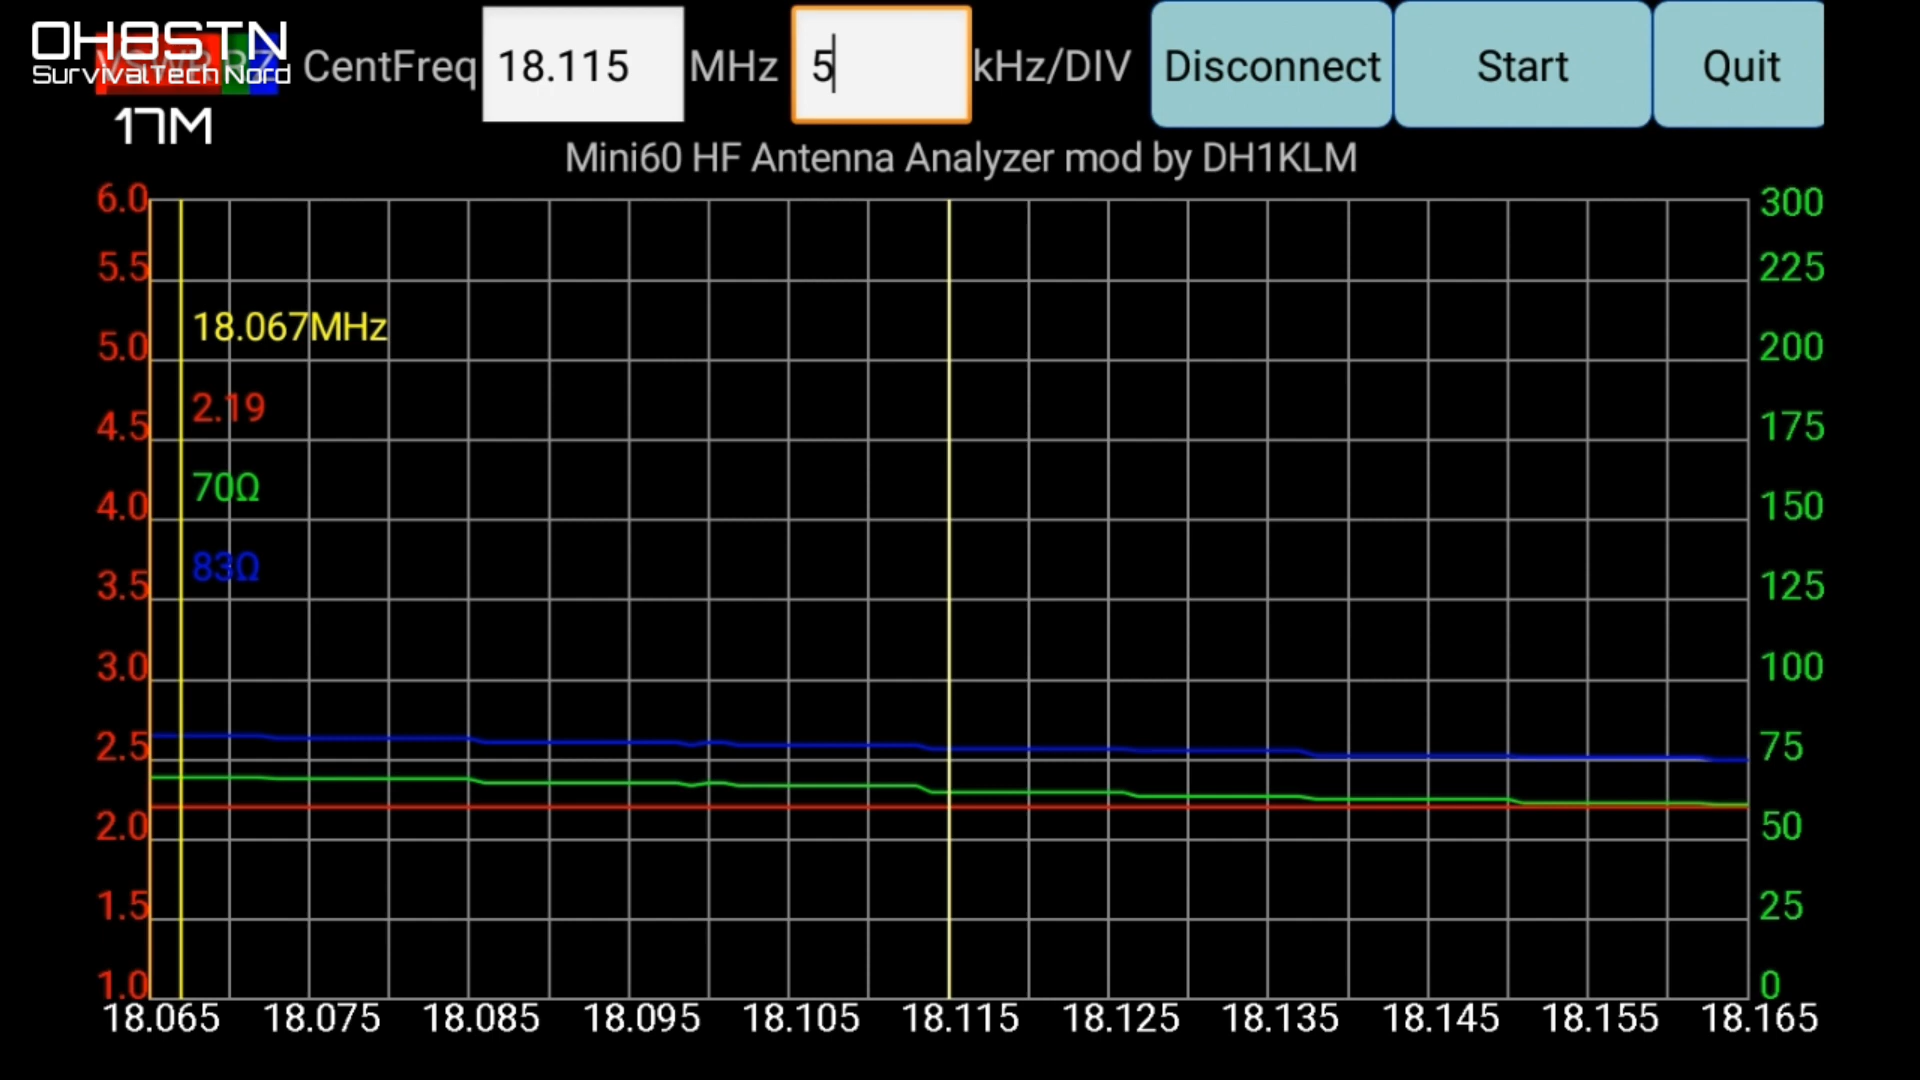 OH8STN
SurvivalTech Nord
17M
VSWR R Z CentFreq 18.115 MHz 5 kHz/DIV Disconnect Start Quit
Mini60 HF Antenna Analyzer mod by DH1KLM
6.0 300
5.5 225
18.067MHz
5.0 200
2.19
4.5 175
70Ω
4.0 150
83Ω
3.5 125
3.0 100
2.5 75
2.0 50
1.5 25
1.0 0
18.065 18.075 18.085 18.095 18.105 18.115 18.125 18.135 18.145 18.155 18.165